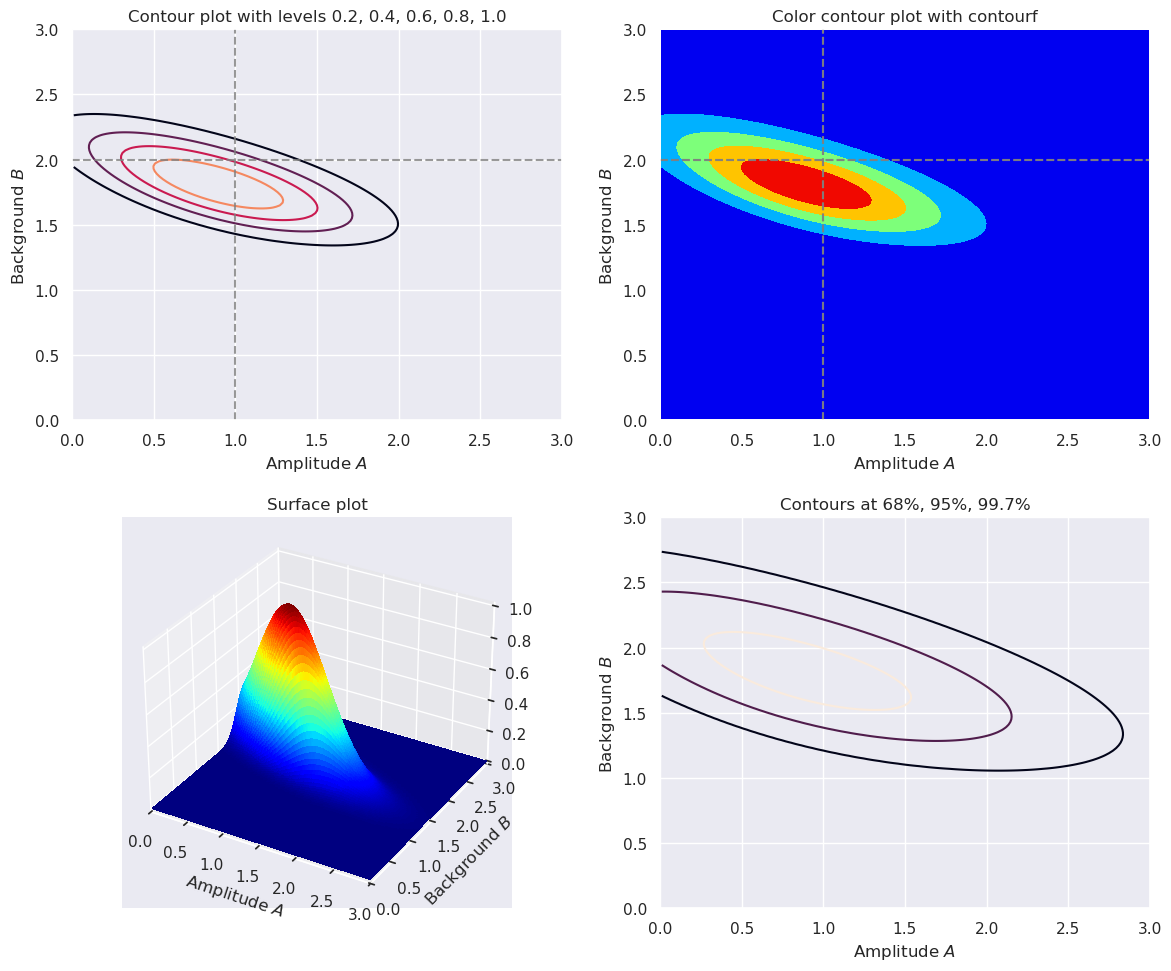 Contour plot with levels 0.2, 0.4, 0.6, 0.8, 1.0
3.0
2.5
2.0
1.5
1.0
0.5
0.0
Background B
0.0 0.5 1.0 1.5 2.0 2.5 3.0
Amplitude A
Color contour plot with contourf
3.0
2.5
2.0
1.5
1.0
0.5
0.0
Background B
0.0 0.5 1.0 1.5 2.0 2.5 3.0
Amplitude A
Surface plot
1.0
0.8
0.6
0.4
0.2
0.0
3.0
2.5
2.0
1.5
1.0
0.5
0.0
Background B
0.0 0.5 1.0 1.5 2.0 2.5 3.0
Amplitude A
Contours at 68%, 95%, 99.7%
3.0
2.5
2.0
1.5
1.0
0.5
0.0
Background B
0.0 0.5 1.0 1.5 2.0 2.5 3.0
Amplitude A